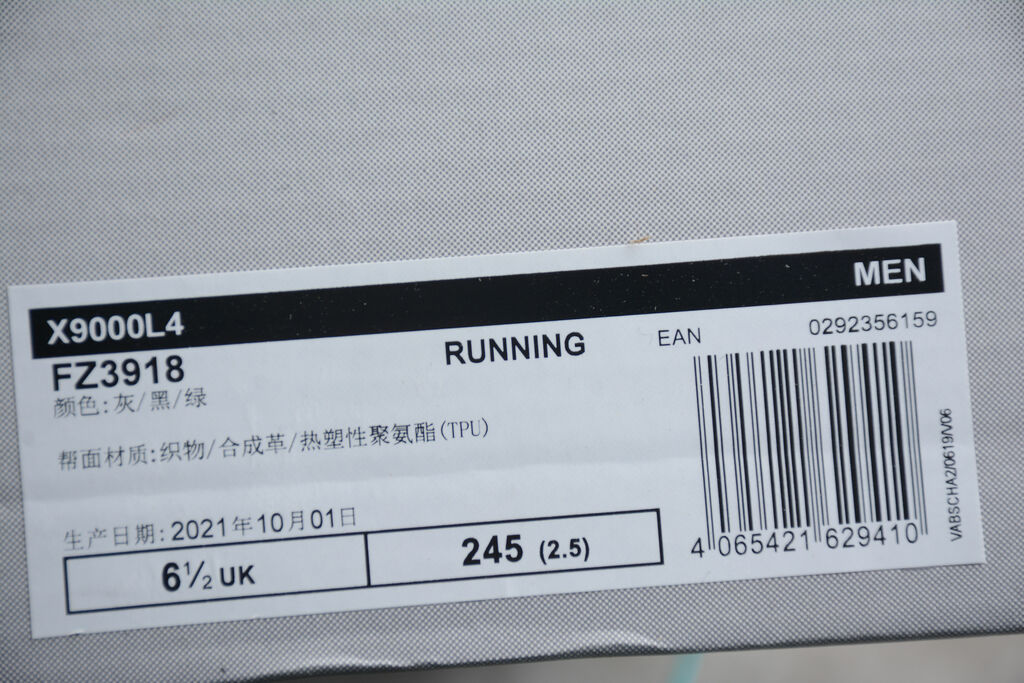 X9000L4
MEN
FZ3918
RUNNING
EAN
0292356159
颜色:灰/黑/绿
帮面材质:织物/合成革/热塑性聚氨酯(TPU)
生产日期:2021年10月01日
6½ UK
245 (2.5)
4 065421 629410
VABSCHA2/0619/V06